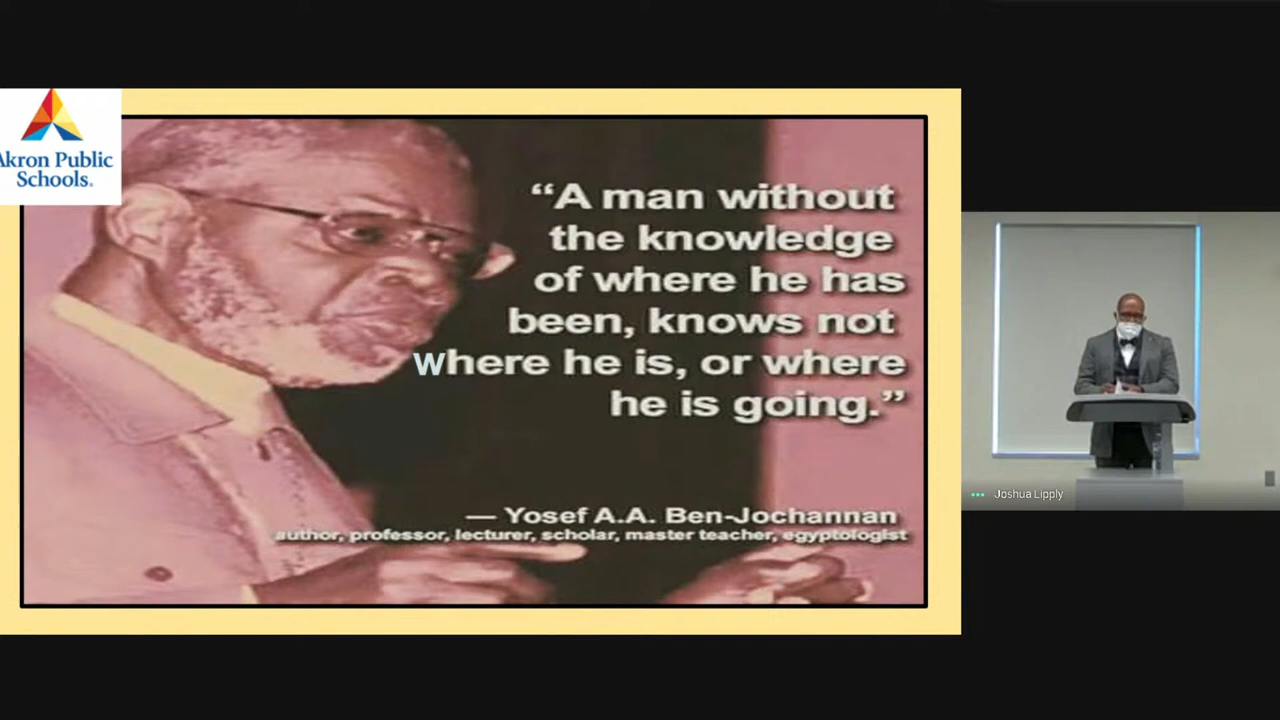 Akron Public
Schools.
“A man without
the knowledge
of where he has
been, knows not
where he is, or where
he is going.”
— Yosef A.A. Ben-Jochannan
author, professor, lecturer, scholar, master teacher, egyptologist
Joshua Lipply